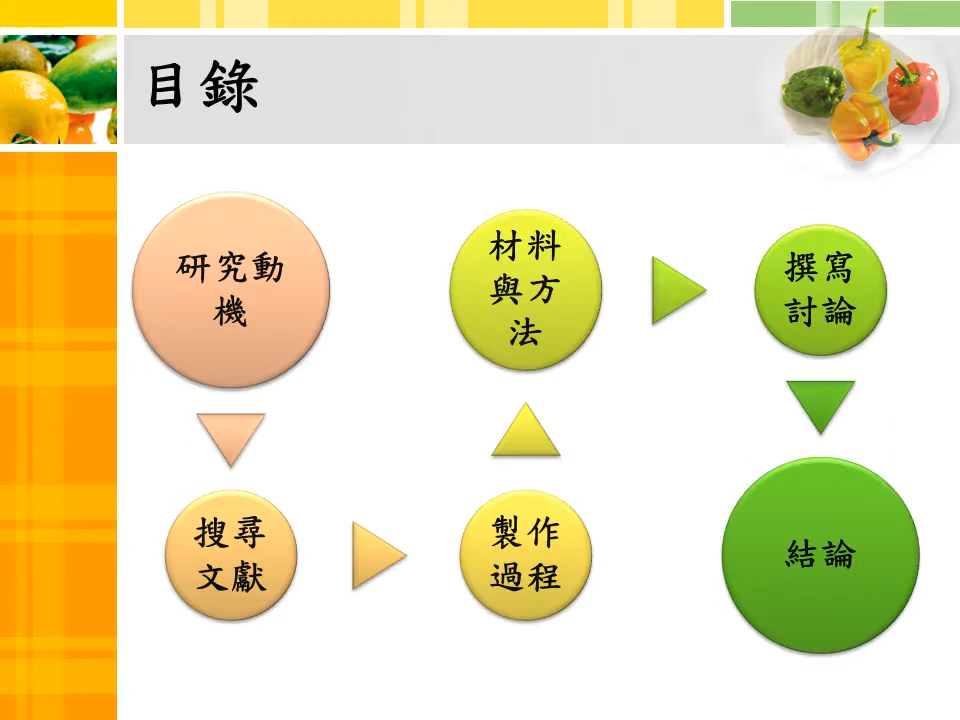 目錄
研究動
機
搜尋
文獻
製作
過程
材料
與方
法
撰寫
討論
結論